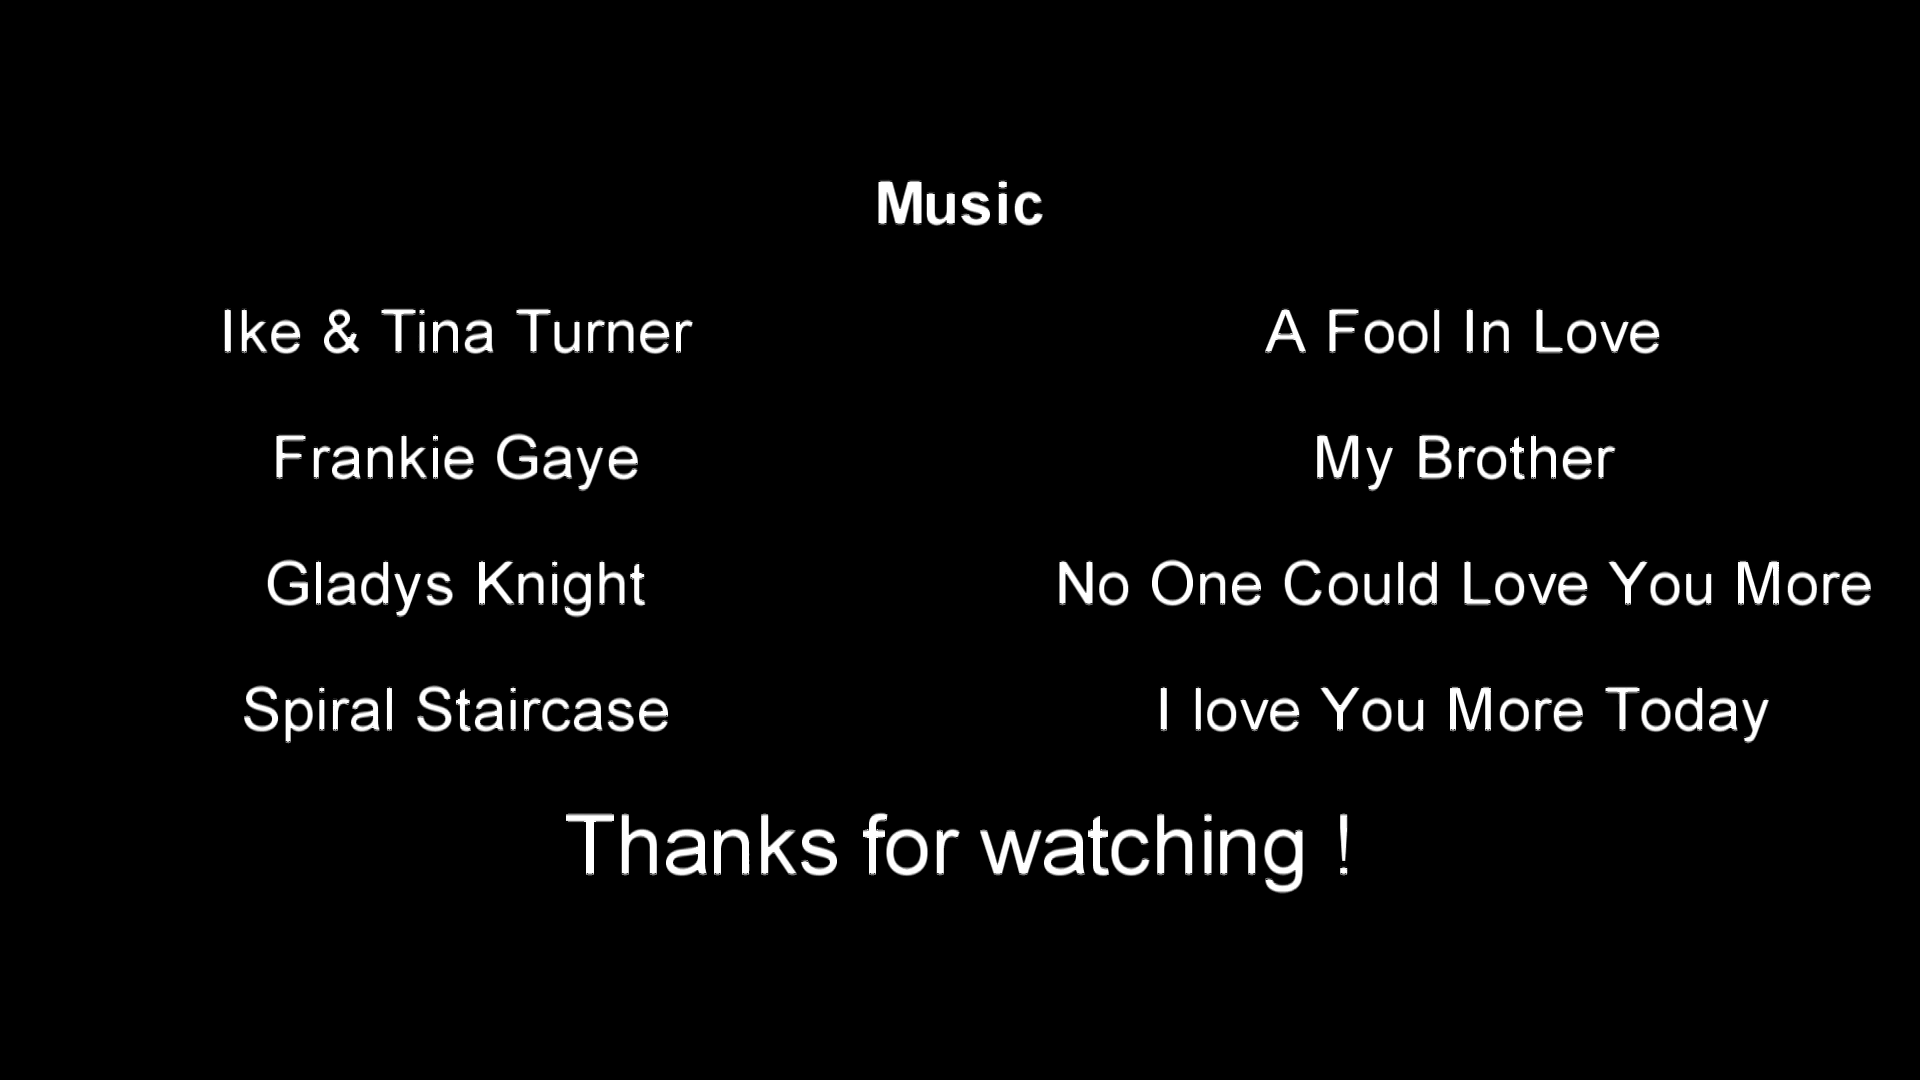 Music
Ike & Tina Turner A Fool In Love
Frankie Gaye My Brother
Gladys Knight No One Could Love You More
Spiral Staircase I love You More Today
Thanks for watching !